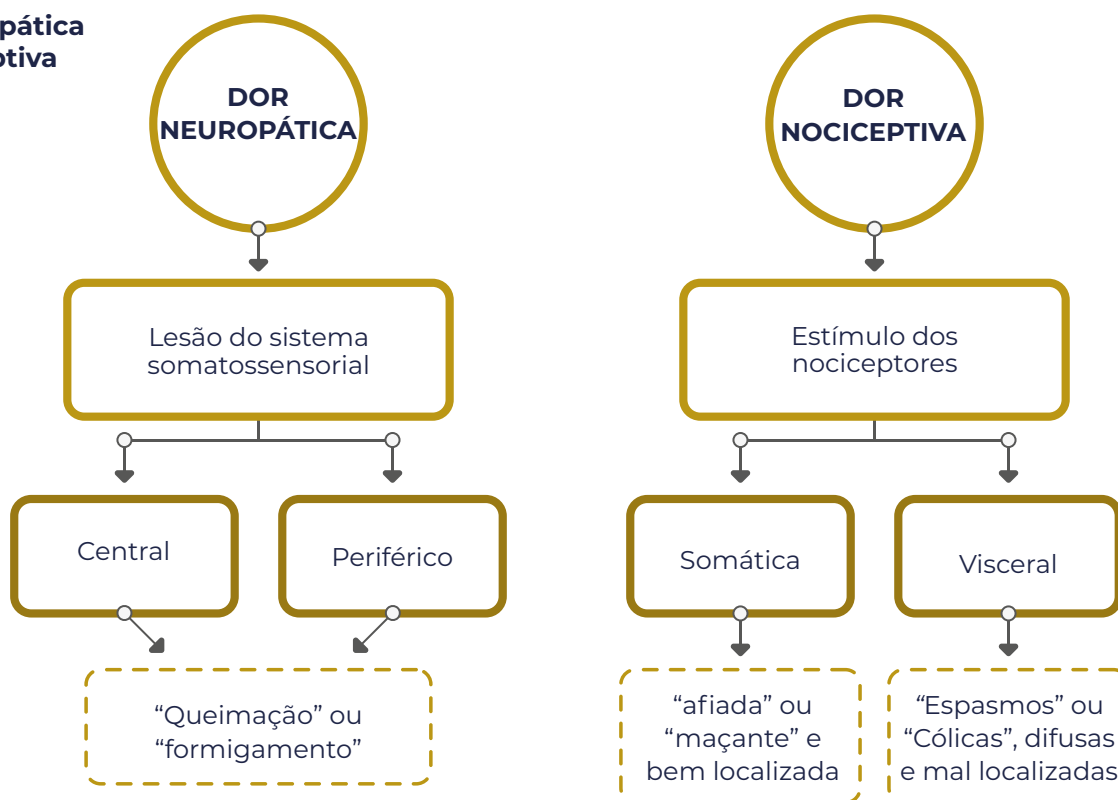 pática
ptiva
DOR
NEUROPÁTICA
Lesão do sistema
somatossensorial
Central
Periférico
“Queimação” ou
“formigamento”
DOR
NOCICEPTIVA
Estímulo dos
nociceptores
Somática
Visceral
“afiada” ou
“maçante” e
bem localizada
“Espasmos” ou
“Cólicas”, difusas
e mal localizadas